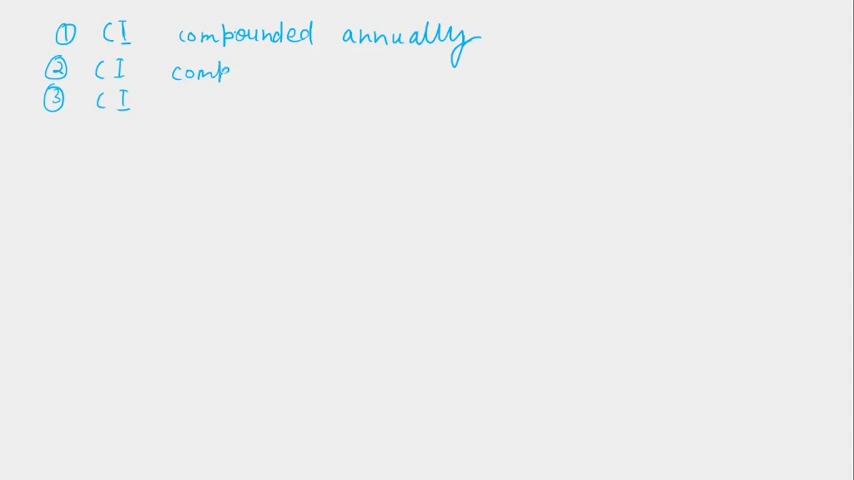 ① CI compounded annually
② CI comp
③ CI